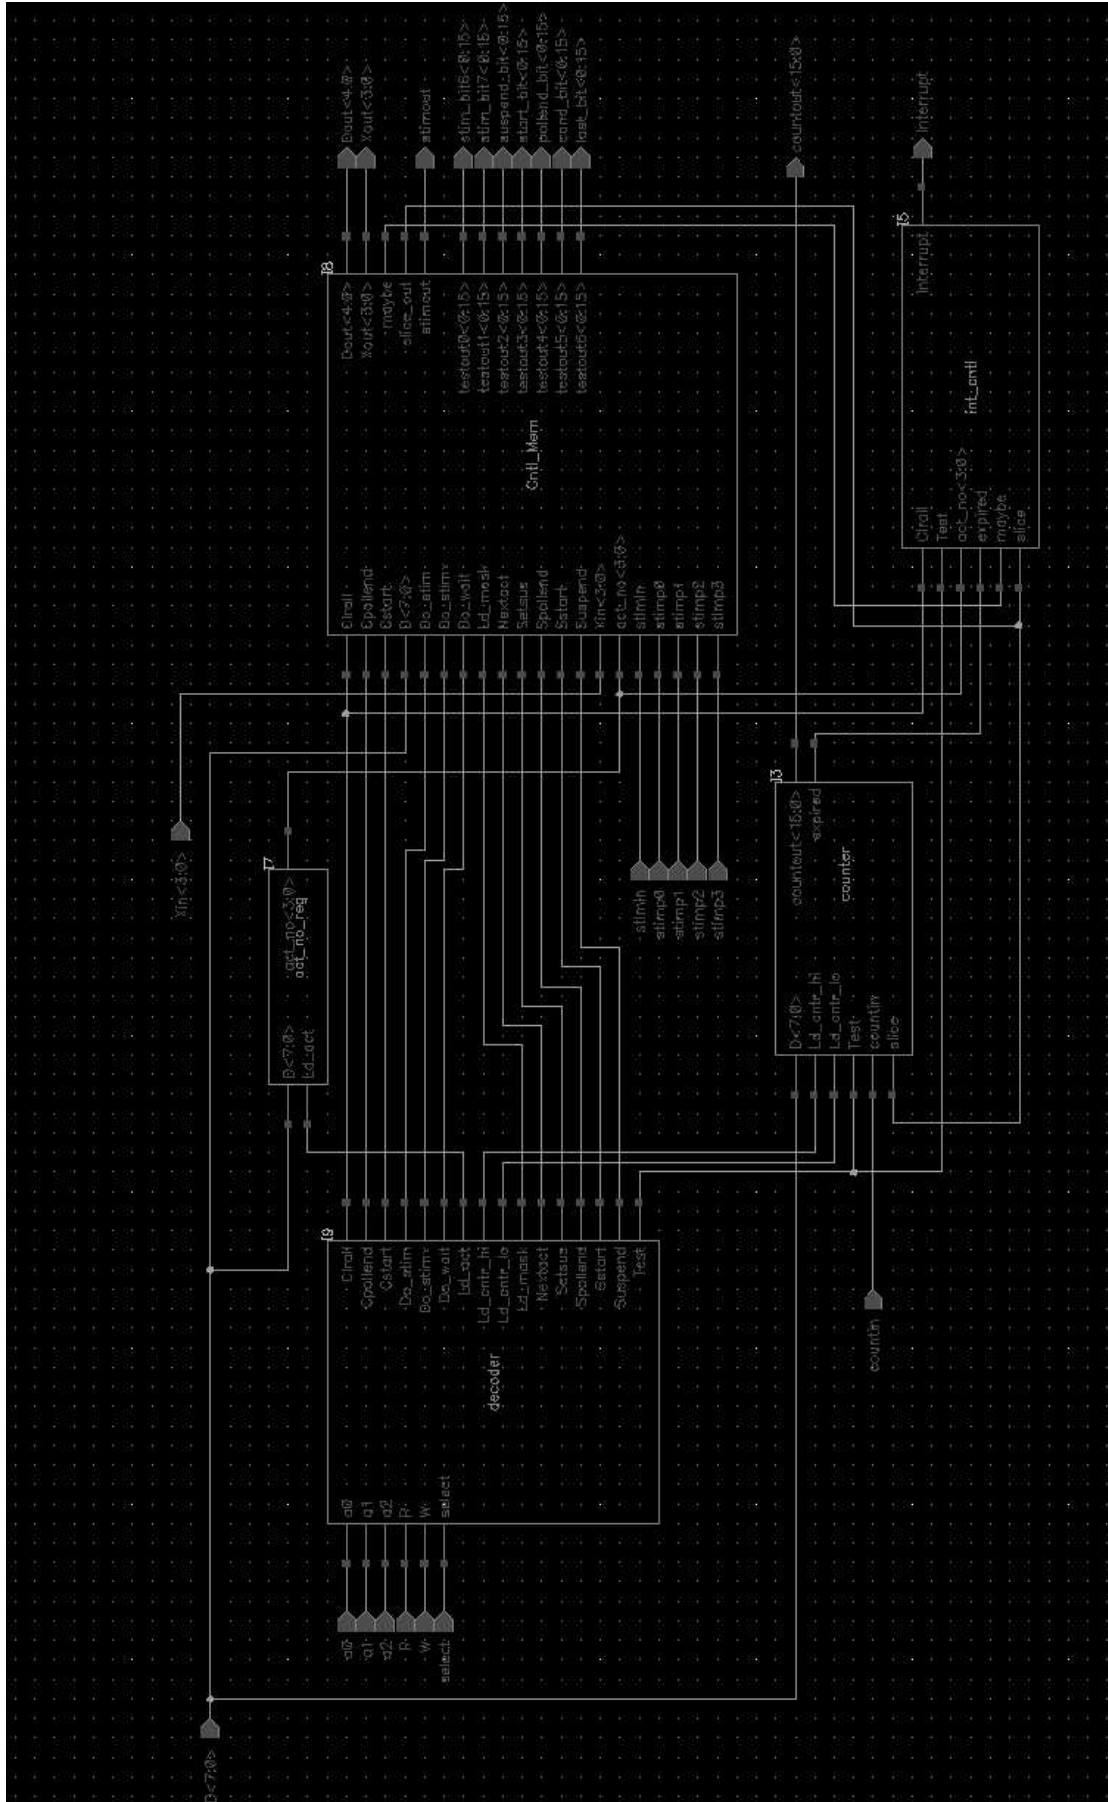 D<7:0>
a0
a1
a2
R
W
select
I9
decoder
a0
a1
a2
R
W
select
Clrall
Cpollend
Cstart
Do_stim
Do_stimv
Do_wait
Ld_act
Ld_cntr_hi
Ld_cntr_lo
Ld_mask
Nextact
Setsus
Spollend
Sstart
Suspend
Test
I7
act_no_reg
D<7:0>
Ld_act
act_no<3:0>
Xin<3:0>
countin
I3
counter
D<7:0>
Ld_cntr_hi
Ld_cntr_lo
Test
countin
slice
countout<15:0>
expired
stimin
stimp0
stimp1
stimp2
stimp3
I8
Cntl_Mem
Clrall
Cpollend
Cstart
D<7:0>
Do_stim
Do_stimv
Do_wait
Ld_mask
Nextact
Setsus
Spollend
Sstart
Suspend
Xin<3:0>
act_no<3:0>
stimin
stimp0
stimp1
stimp2
stimp3
Dout<4:0>
Xout<3:0>
maybe
slice_out
stimout
testout0<0:15>
testout1<0:15>
testout2<0:15>
testout3<0:15>
testout4<0:15>
testout5<0:15>
testout6<0:15>
I5
int_cntl
Clrall
Test
act_no<3:0>
expired
maybe
slice
Interrupt
Dout<4:0>
Xout<3:0>
stimout
stim_bit6<0:15>
stim_bit7<0:15>
suspend_bit<0:15>
start_bit<0:15>
pollend_bit<0:15>
cond_bit<0:15>
last_bit<0:15>
countout<15:0>
Interrupt